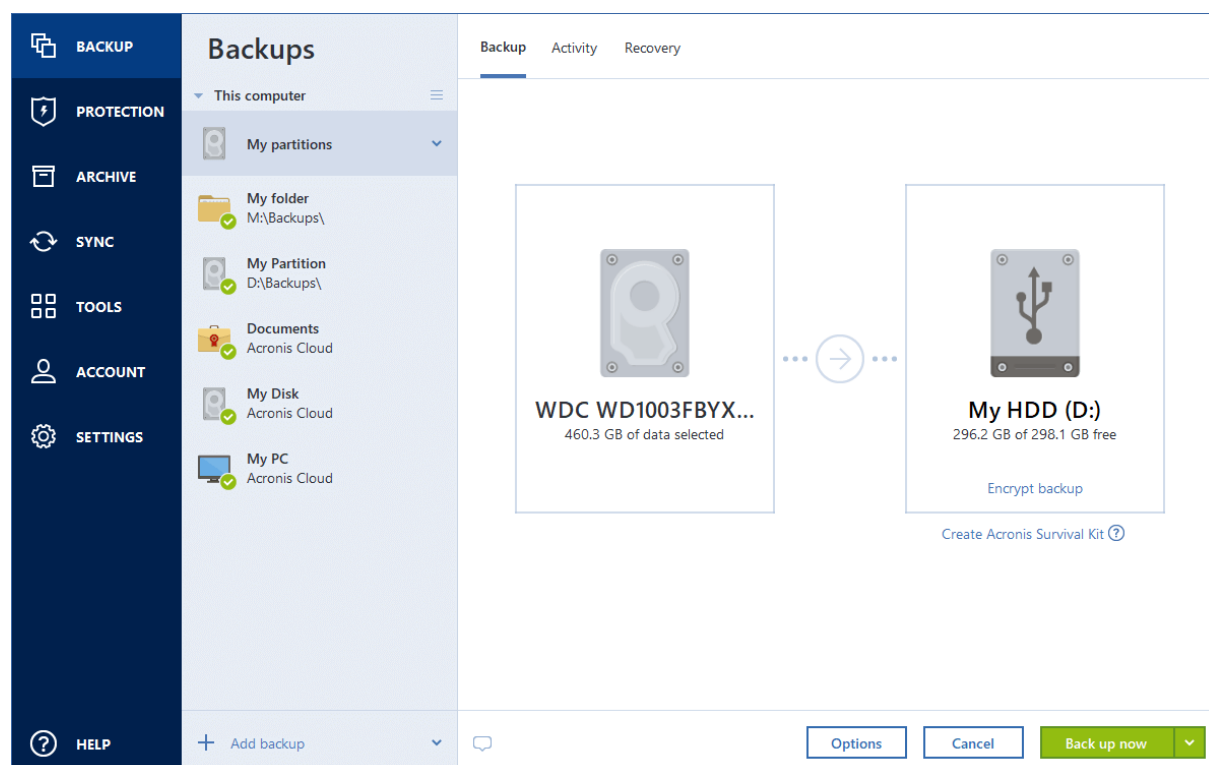 BACKUP
PROTECTION
ARCHIVE
SYNC
TOOLS
ACCOUNT
SETTINGS
HELP
Backups
This computer
My partitions
My folder
M:\Backups\
My Partition
D:\Backups\
Documents
Acronis Cloud
My Disk
Acronis Cloud
My PC
Acronis Cloud
Add backup
Backup Activity Recovery
WDC WD1003FBYX...
460.3 GB of data selected
My HDD (D:)
296.2 GB of 298.1 GB free
Encrypt backup
Create Acronis Survival Kit ?
Options Cancel Back up now